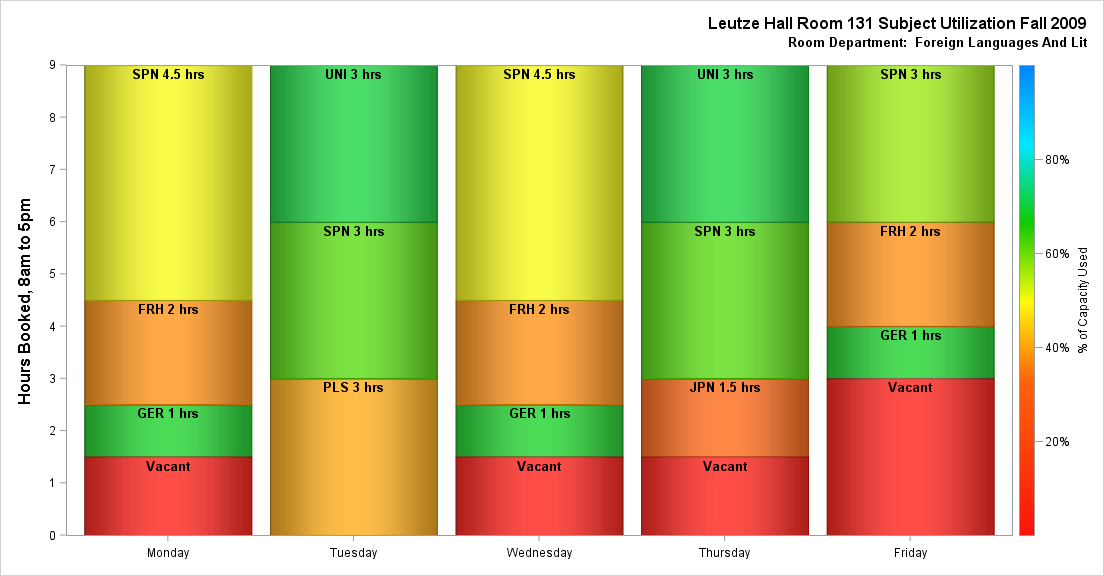 Leutze Hall Room 131 Subject Utilization Fall 2009
Room Department:  Foreign Languages And Lit
Hours Booked, 8am to 5pm
9
8
7
6
5
4
3
2
1
0
SPN 4.5 hrs
FRH 2 hrs
GER 1 hrs
Vacant
Monday
UNI 3 hrs
SPN 3 hrs
PLS 3 hrs
Tuesday
SPN 4.5 hrs
FRH 2 hrs
GER 1 hrs
Vacant
Wednesday
UNI 3 hrs
SPN 3 hrs
JPN 1.5 hrs
Vacant
Thursday
SPN 3 hrs
FRH 2 hrs
GER 1 hrs
Vacant
Friday
80%
60%
40%
20%
% of Capacity Used